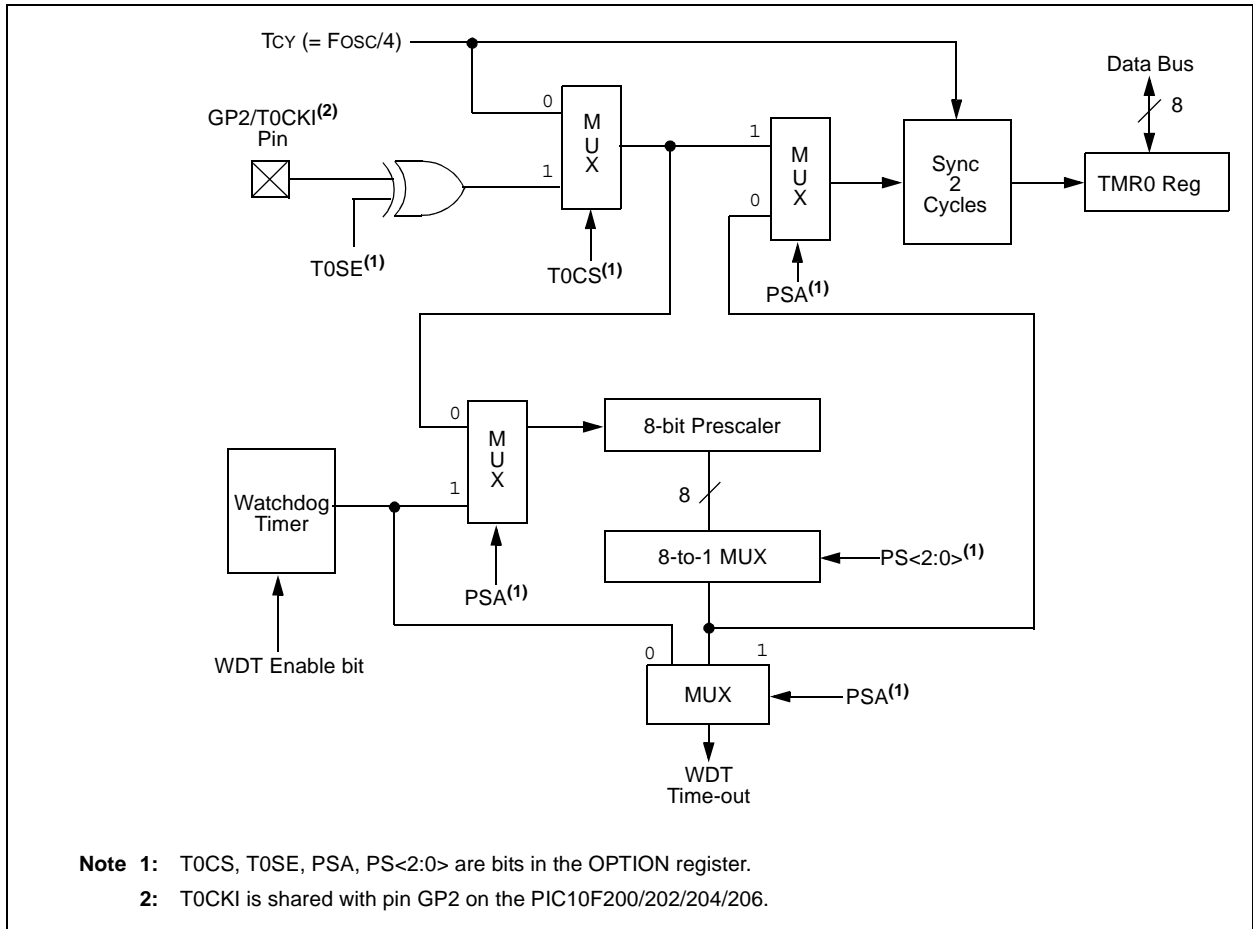 TCY (= FOSC/4)
Data Bus
8
GP2/T0CKI(2)
Pin
0
1
M
U
X
1
0
M
U
X
Sync
2
Cycles
TMR0 Reg
T0SE(1)
T0CS(1)
PSA(1)
0
1
M
U
X
8-bit Prescaler
8
Watchdog
Timer
8-to-1 MUX
PS<2:0>(1)
PSA(1)
WDT Enable bit
0
1
MUX
PSA(1)
WDT
Time-out
Note 1: T0CS, T0SE, PSA, PS<2:0> are bits in the OPTION register.
2: T0CKI is shared with pin GP2 on the PIC10F200/202/204/206.